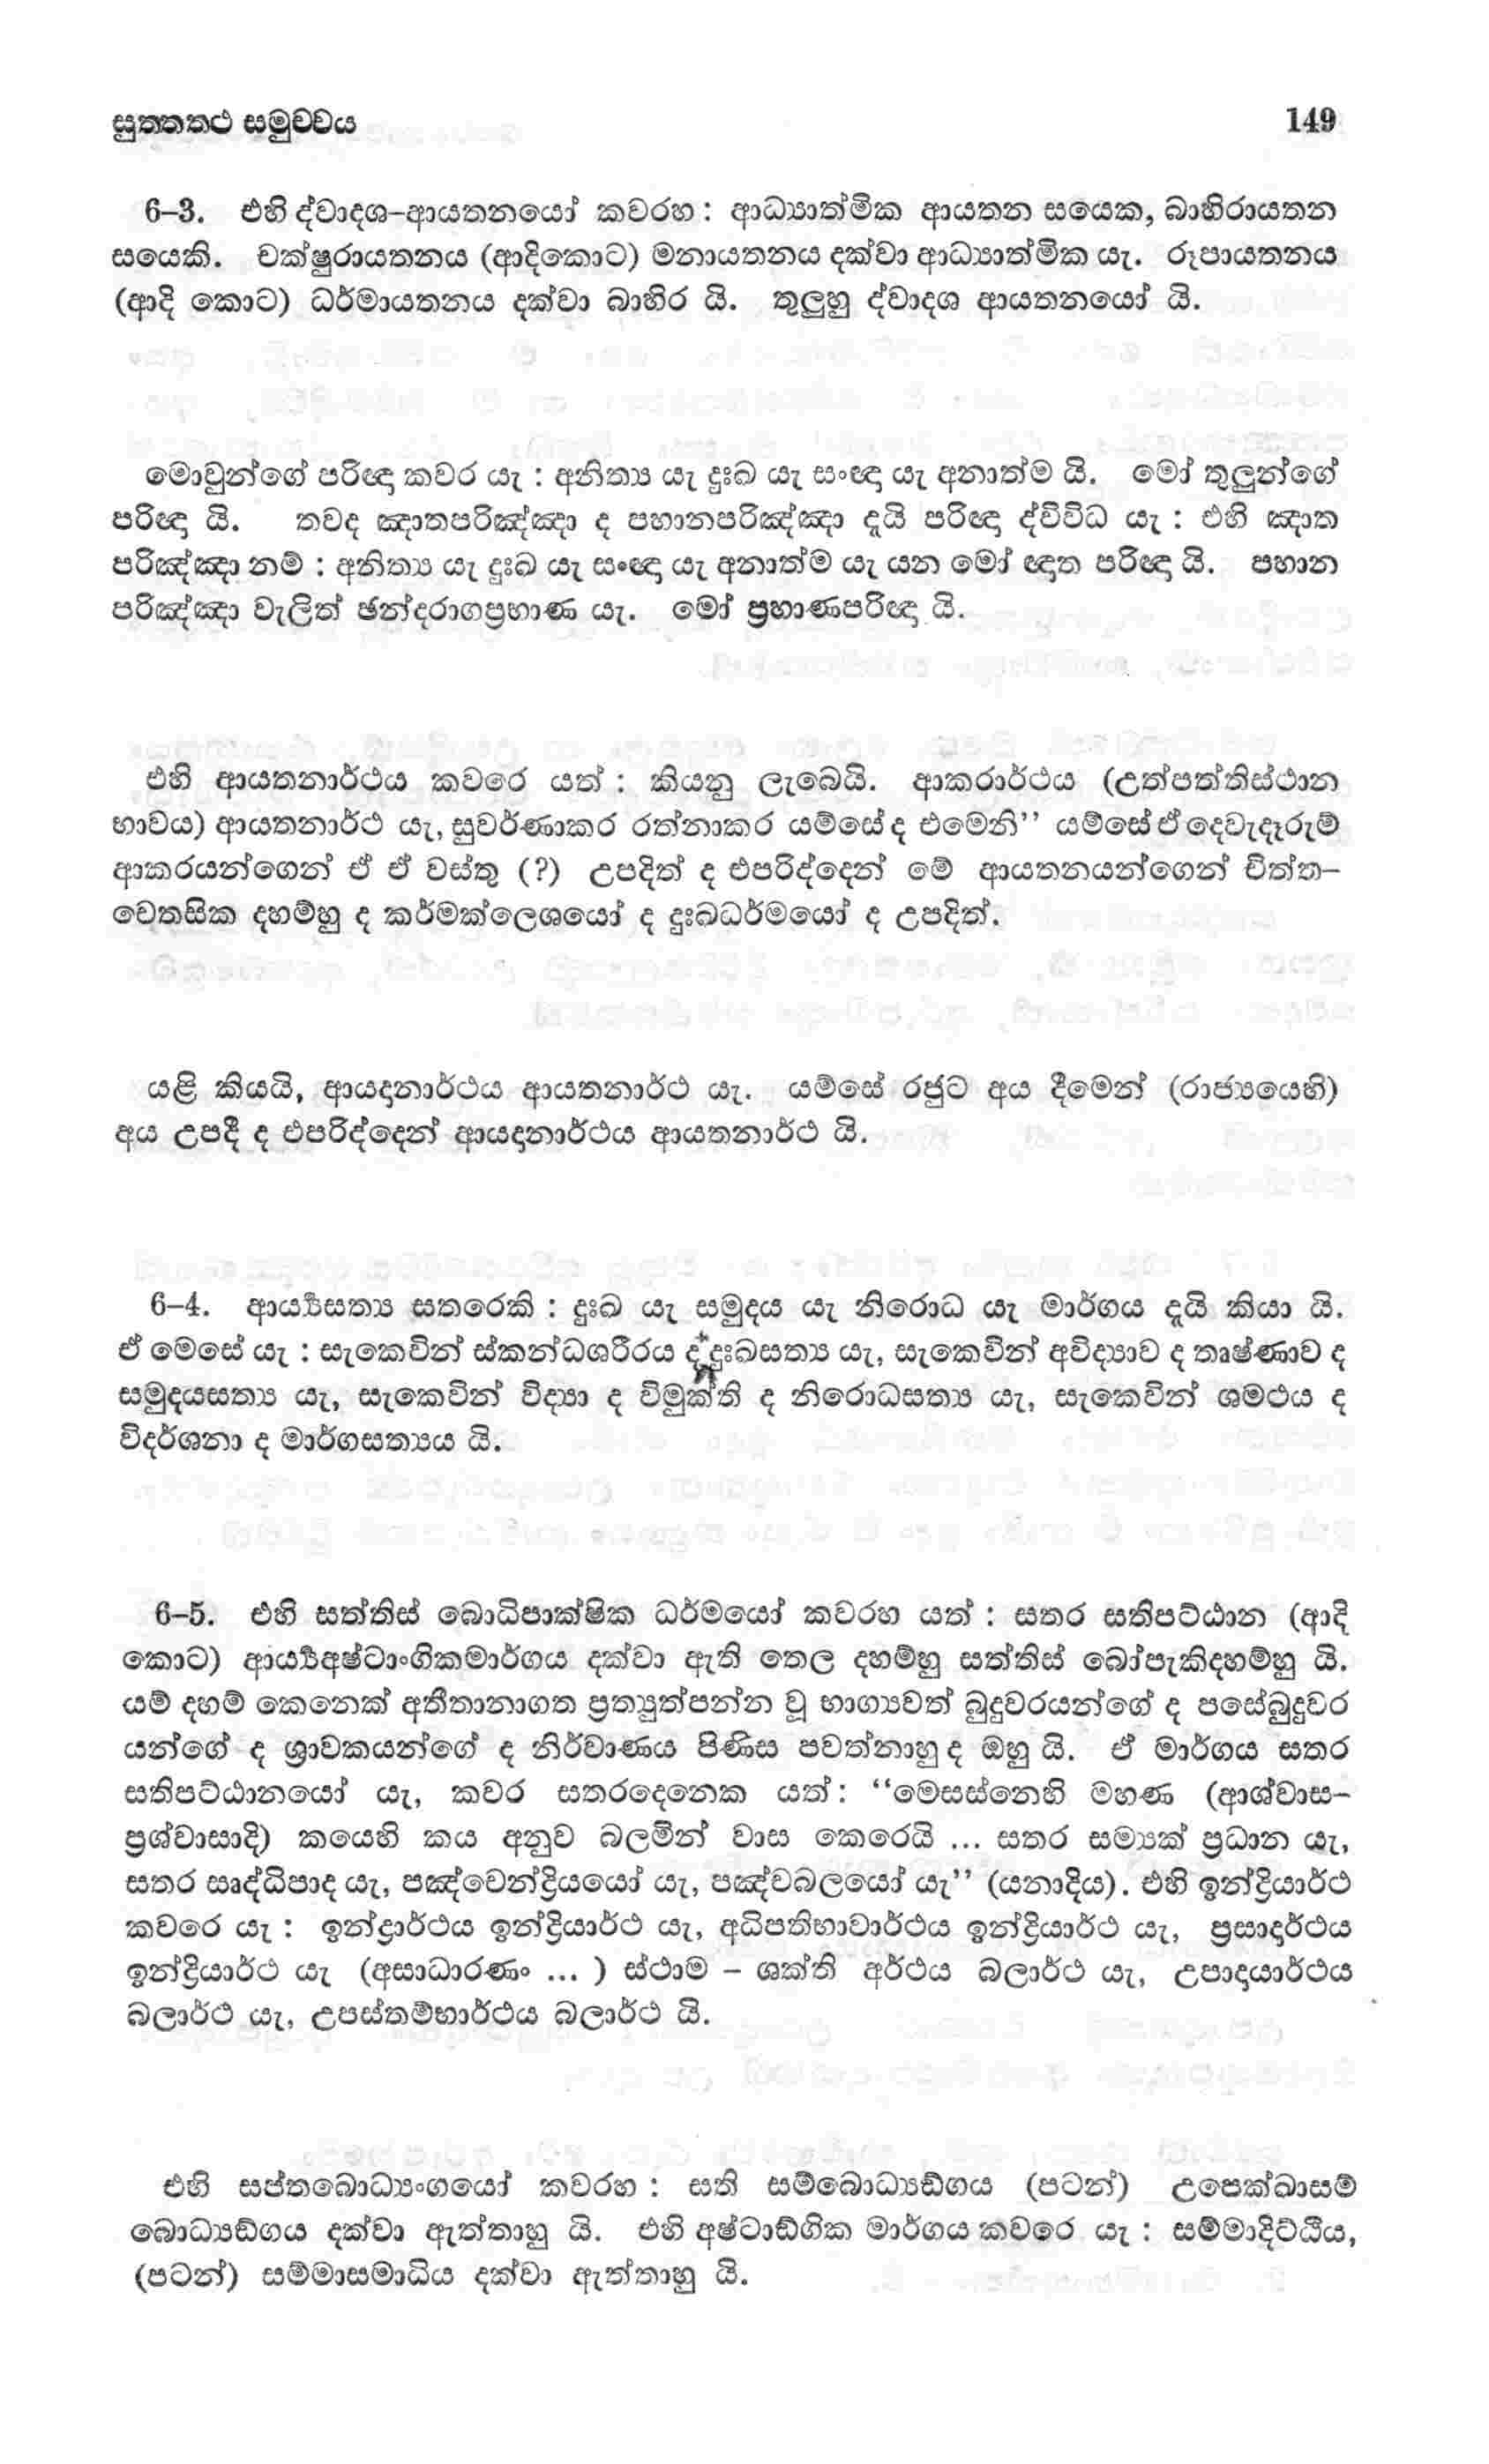 සුත්තත්ථ සමුච්චය 149
6–3. එහි ද්වාදශ–ආයතනයෝ කවරහ : ආධ්‍යාත්මික ආයතන සයෙක, බාහිරායතන
සයෙකි. චක්ෂුරායතනය (ආදිකොට) මනායතනය දක්වා ආධ්‍යාත්මික යැ. රූපායතනය
(ආදි කොට) ධර්මායතනය දක්වා බාහිර යි. තුලුහු ද්වාදශ ආයතනයෝ යි.
මොවුන්ගේ පරිඥා කවර යැ : අනිත්‍ය යැ දුඃඛ යැ සංඥා යැ අනාත්ම යි. මෝ තුලුන්ගේ
පරිඥා යි. තවද ඤාතපරිඤ්ඤා ද පහානපරිඤ්ඤා දැයි පරිඥා ද්විවිධ යැ : එහි ඤාත
පරිඤ්ඤා නම් : අනිත්‍ය යැ දුඃඛ යැ සංඥා යැ අනාත්ම යැ යන මෝ ඥාත පරිඥා යි. පහාන
පරිඤ්ඤා වැලිත් ඡන්දරාගප්‍රහාණ යැ. මෝ ප්‍රහාණපරිඥා යි.
එහි ආයතනාර්ථය කවරෙ යත් : කියනු ලැබෙයි. ආකරාර්ථය (උත්පත්තිස්ථාන
භාවය) ආයතනාර්ථ යැ, සුවර්ණාකර රත්නාකර යම්සේ ද එමෙනි’’ යම්සේ ඒ දෙවැදෑරුම්
ආකරයන්ගෙන් ඒ ඒ වස්තු (?) උපදිත් ද එපරිද්දෙන් මේ ආයතනයන්ගෙන් චිත්ත–
චෙතසික දහම්හු ද කර්මක්ලෙශයෝ ද දුඃඛධර්මයෝ ද උපදිත්.
යළි කියයි, ආයදානාර්ථය ආයතනාර්ථ යැ. යම්සේ රජුට අය දීමෙන් (රාජ්‍යයෙහි)
අය උපදී ද එපරිද්දෙන් ආයදානාර්ථය ආයතනාර්ථ යි.
6–4. ආර්‍ය්‍යසත්‍ය සතරෙකි : දුඃඛ යැ සමුදය යැ නිරොධ යැ මාර්ගය දැයි කියා යි.
ඒ මෙසේ යැ : සැකෙවින් ස්කන්ධශරීරය ද දුඃඛසත්‍ය යැ, සැකෙවින් අවිද්‍යාව ද තෘෂ්ණාව ද
සමුදයසත්‍ය යැ, සැකෙවින් විද්‍යා ද විමුක්ති ද නිරොධසත්‍ය යැ, සැකෙවින් ශමථය ද
විදර්ශනා ද මාර්ගසත්‍යය යි.
6–5. එහි සත්තිස් බොධිපාක්ෂික ධර්මයෝ කවරහ යත් : සතර සතිපට්ඨාන (ආදි
කොට) ආර්‍ය්‍යඅෂ්ටාංගිකමාර්ගය දක්වා ඇති තෙල දහම්හු සත්තිස් බෝපැකිදහම්හු යි.
යම් දහම් කෙනෙක් අතීතානාගත ප්‍රත්‍යුත්පන්න වූ භාග්‍යවත් බුදුවරයන්ගේ ද පසේබුදුවර
යන්ගේ ද ශ්‍රාවකයන්ගේ ද නිර්වාණය පිණිස පවත්නාහු ද ඔහු යි. ඒ මාර්ගය සතර
සතිපට්ඨානයෝ යැ, කවර සතරදෙනෙක යත් : ‘‘මෙසස්නෙහි මහණ (ආශ්වාස–
ප්‍රශ්වාසාදි) කයෙහි කය අනුව බලමින් වාස කෙරෙයි ... සතර සම්‍යක් ප්‍රධාන යැ,
සතර සෘද්ධිපාද යැ, පඤ්චෙන්ද්‍රියයෝ යැ, පඤ්චබලයෝ යැ’’ (යනාදිය). එහි ඉන්ද්‍රියාර්ථ
කවරෙ යැ : ඉන්ද්‍රාර්ථය ඉන්ද්‍රියාර්ථ යැ, අධිපතිභාවාර්ථය ඉන්ද්‍රියාර්ථ යැ, ප්‍රසාදාර්ථය
ඉන්ද්‍රියාර්ථ යැ (අසාධාරණං ... ) ස්ථාම – ශක්ති අර්ථය බලාර්ථ යැ, උපාදායාර්ථය
බලාර්ථ යැ, උපස්තම්භාර්ථය බලාර්ථ යි.
එහි සප්තබොධ්‍යංගයෝ කවරහ : සති සම්බොධ්‍යඞ්ගය (පටන්) උපෙක්ඛාසම්
බොධ්‍යඞ්ගය දක්වා ඇත්තාහු යි. එහි අෂ්ටාඞ්ගික මාර්ගය කවරෙ යැ : සම්මාදිට්ඨිය,
(පටන්) සම්මාසමාධිය දක්වා ඇත්තාහු යි.